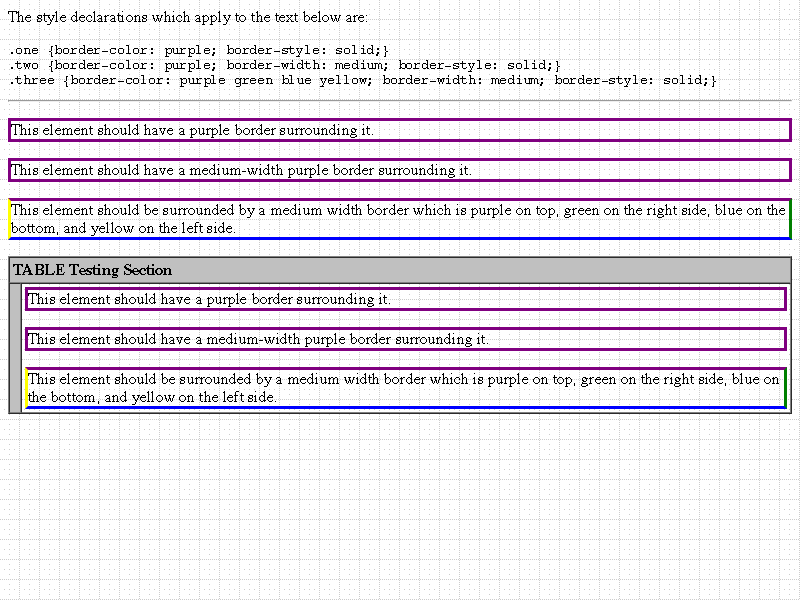 The style declarations which apply to the text below are:
.one {border-color: purple; border-style: solid;}
.two {border-color: purple; border-width: medium; border-style: solid;}
.three {border-color: purple green blue yellow; border-width: medium; border-style: solid;}
This element should have a purple border surrounding it.
This element should have a medium-width purple border surrounding it.
This element should be surrounded by a medium width border which is purple on top, green on the right side, blue on the
bottom, and yellow on the left side.
TABLE Testing Section
This element should have a purple border surrounding it.
This element should have a medium-width purple border surrounding it.
This element should be surrounded by a medium width border which is purple on top, green on the right side, blue on
the bottom, and yellow on the left side.